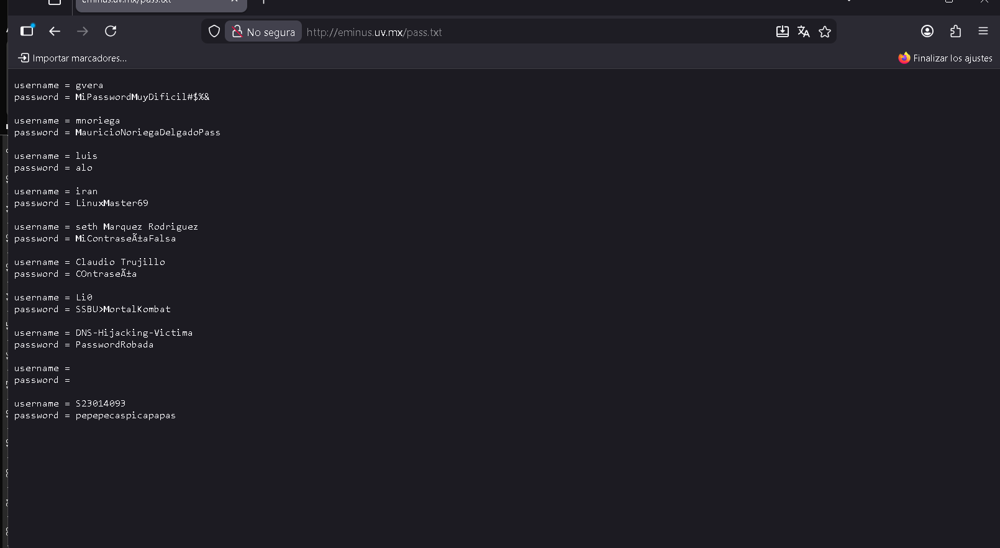 eminus.uv.mx/pass.txt
No segura
http://eminus.uv.mx/pass.txt
Importar marcadores...
Finalizar los ajustes
username = gvera
password = MiPasswordMuyDificil#$%&
username = mnoriega
password = MauricioNoriegaDelgadoPass
username = luis
password = alo
username = iran
password = LinuxMaster69
username = seth Marquez Rodriguez
password = MiContraseÃ±aFalsa
username = Claudio Trujillo
password = COntraseÃ±a
username = Li0
password = SSBU>MortalKombat
username = DNS-Hijacking-Victima
password = PasswordRobada
username =
password =
username = S23014093
password = pepepecaspicapapas